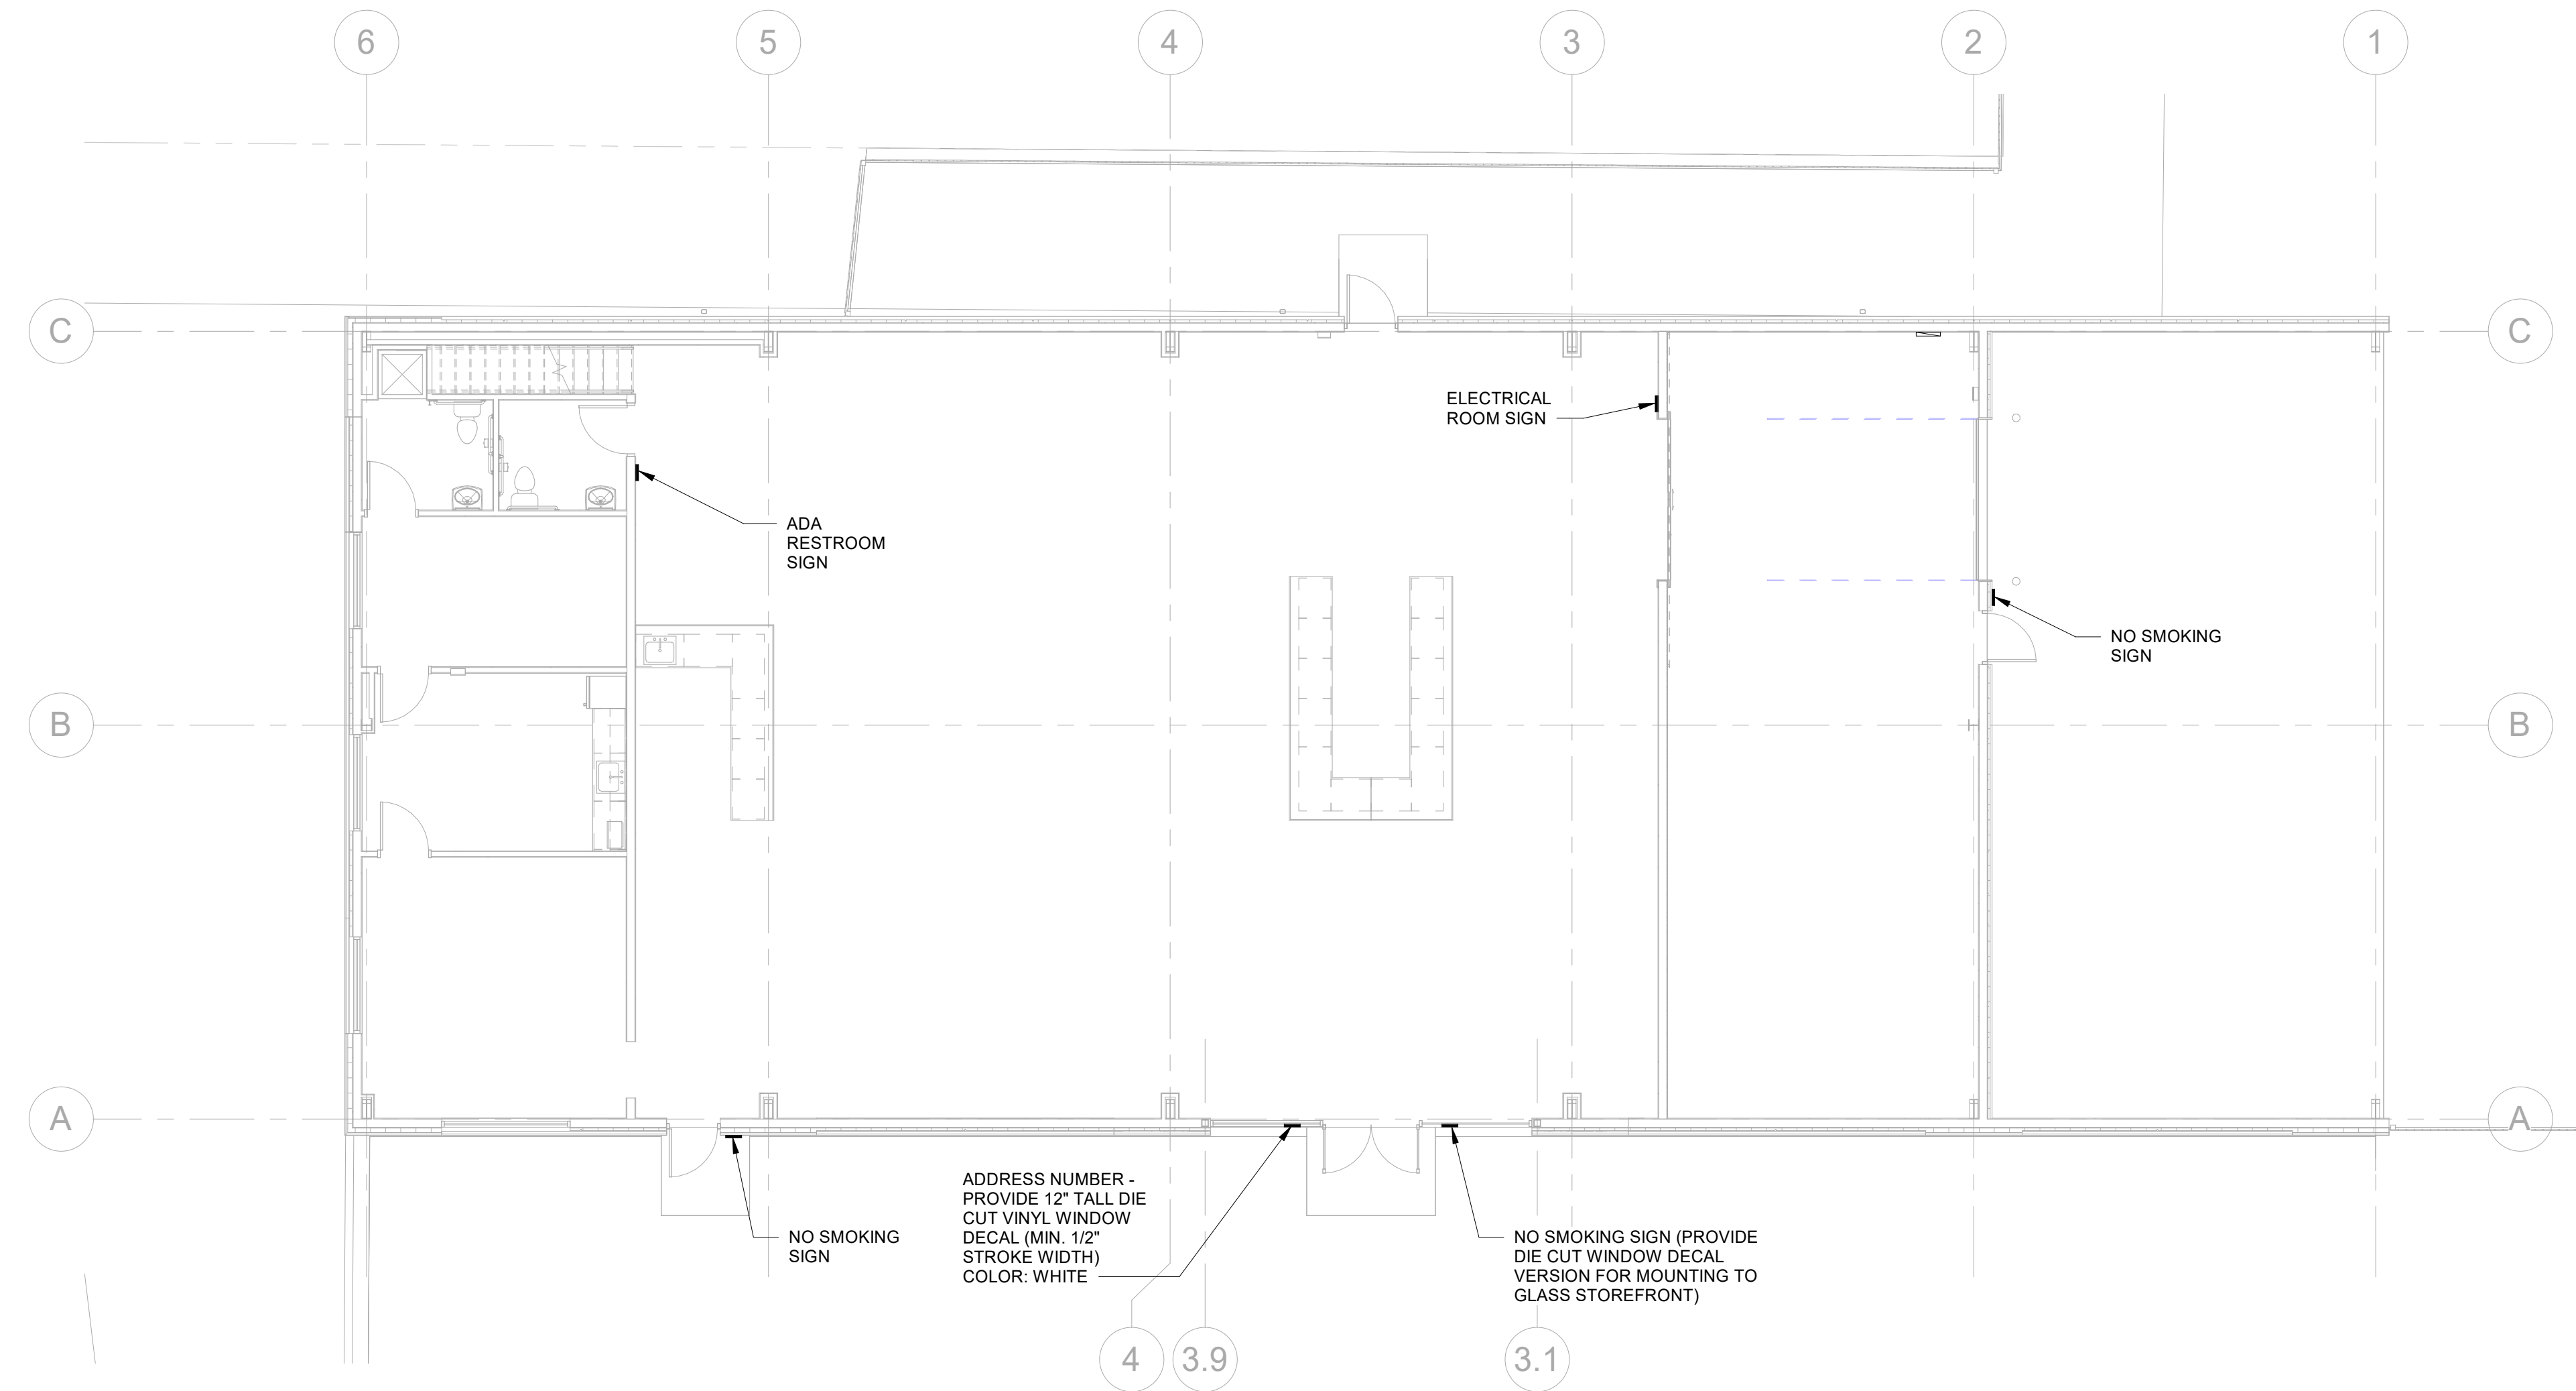 6
5
4
3
2
1
C
C
ELECTRICAL
ROOM SIGN
ADA
RESTROOM
SIGN
NO SMOKING
SIGN
B
B
A
A
ADDRESS NUMBER -
PROVIDE 12" TALL DIE
CUT VINYL WINDOW
DECAL (MIN. 1/2"
STROKE WIDTH)
COLOR: WHITE
NO SMOKING
SIGN
NO SMOKING SIGN (PROVIDE
DIE CUT WINDOW DECAL
VERSION FOR MOUNTING TO
GLASS STOREFRONT)
4
3.9
3.1